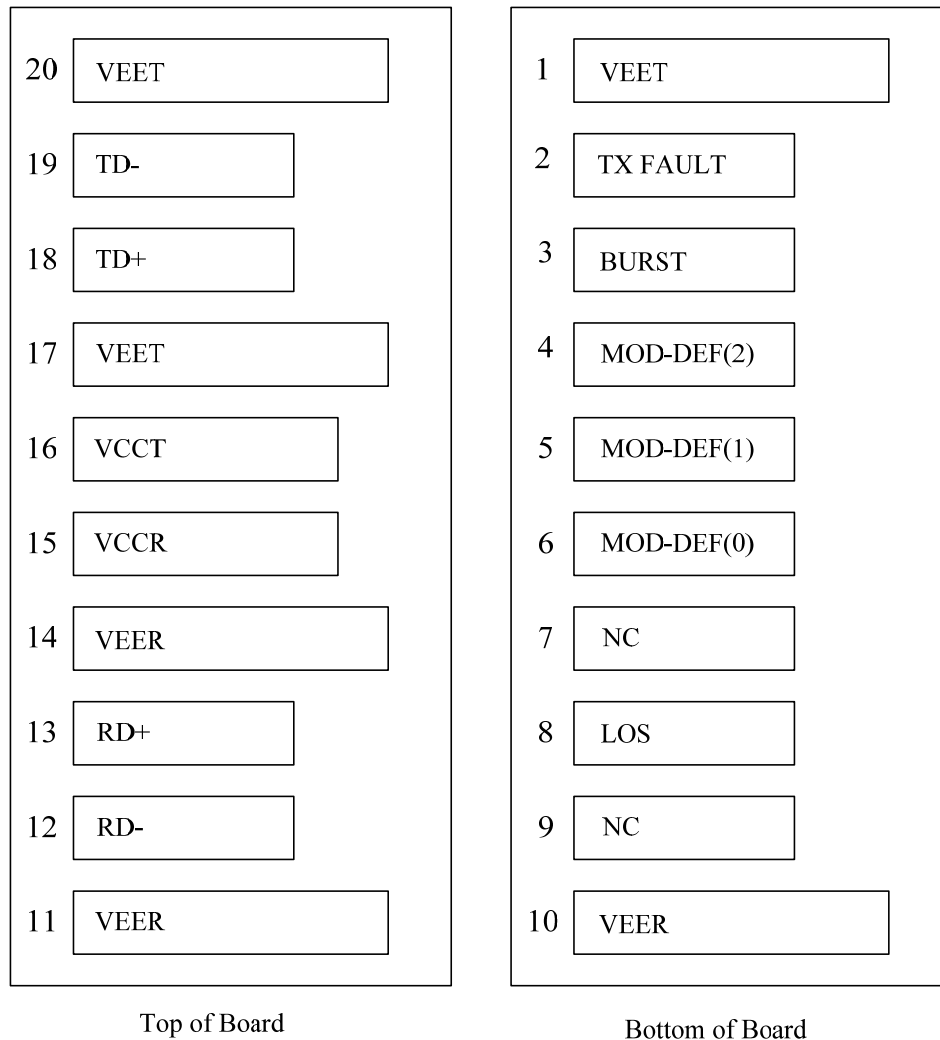 20 VEET
19 TD-
18 TD+
17 VEET
16 VCCT
15 VCCR
14 VEER
13 RD+
12 RD-
11 VEER
Top of Board
1 VEET
2 TX FAULT
3 BURST
4 MOD-DEF(2)
5 MOD-DEF(1)
6 MOD-DEF(0)
7 NC
8 LOS
9 NC
10 VEER
Bottom of Board